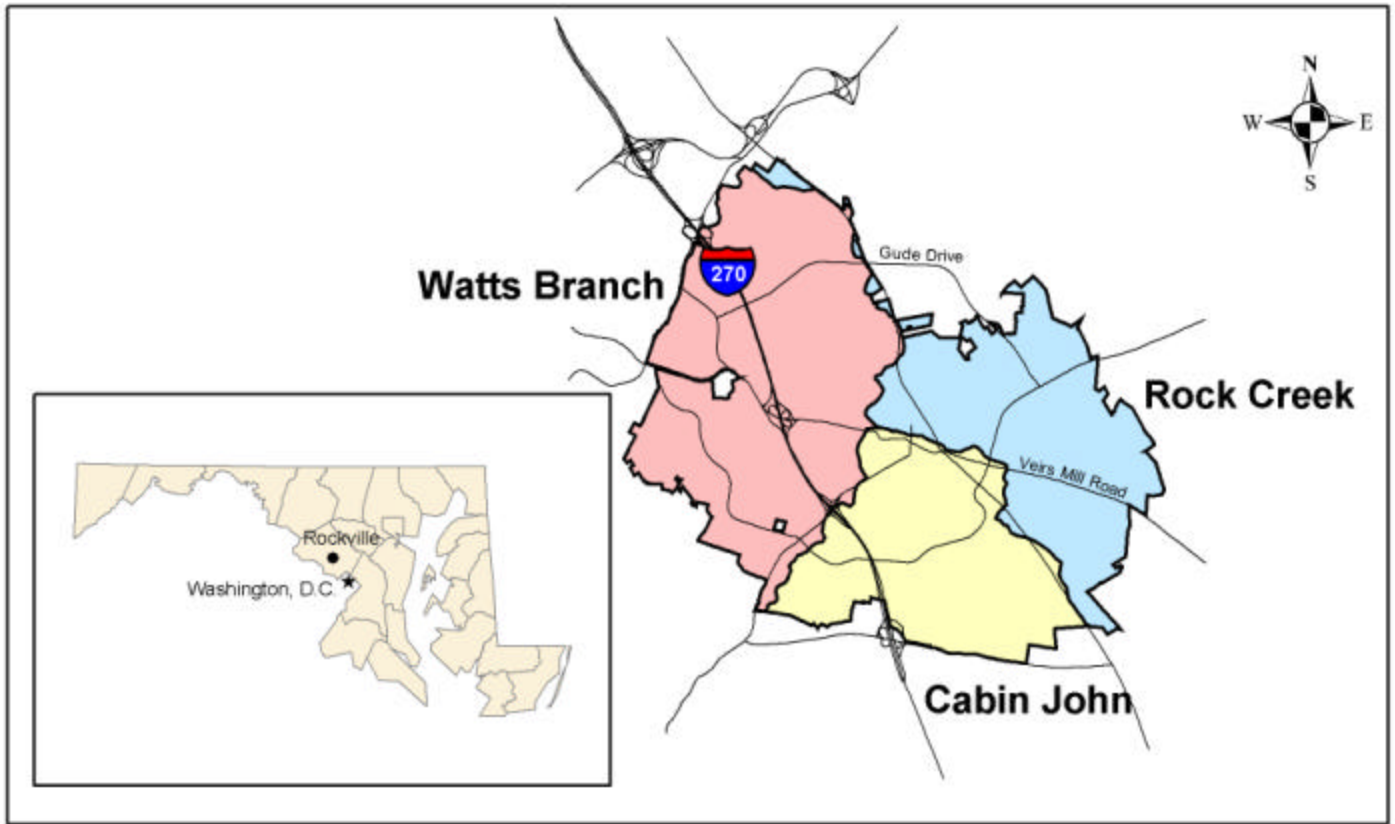 N
W E
S
Gude Drive
270
Watts Branch
Rock Creek
Veirs Mill Road
Rockville
Washington, D.C.
Cabin John